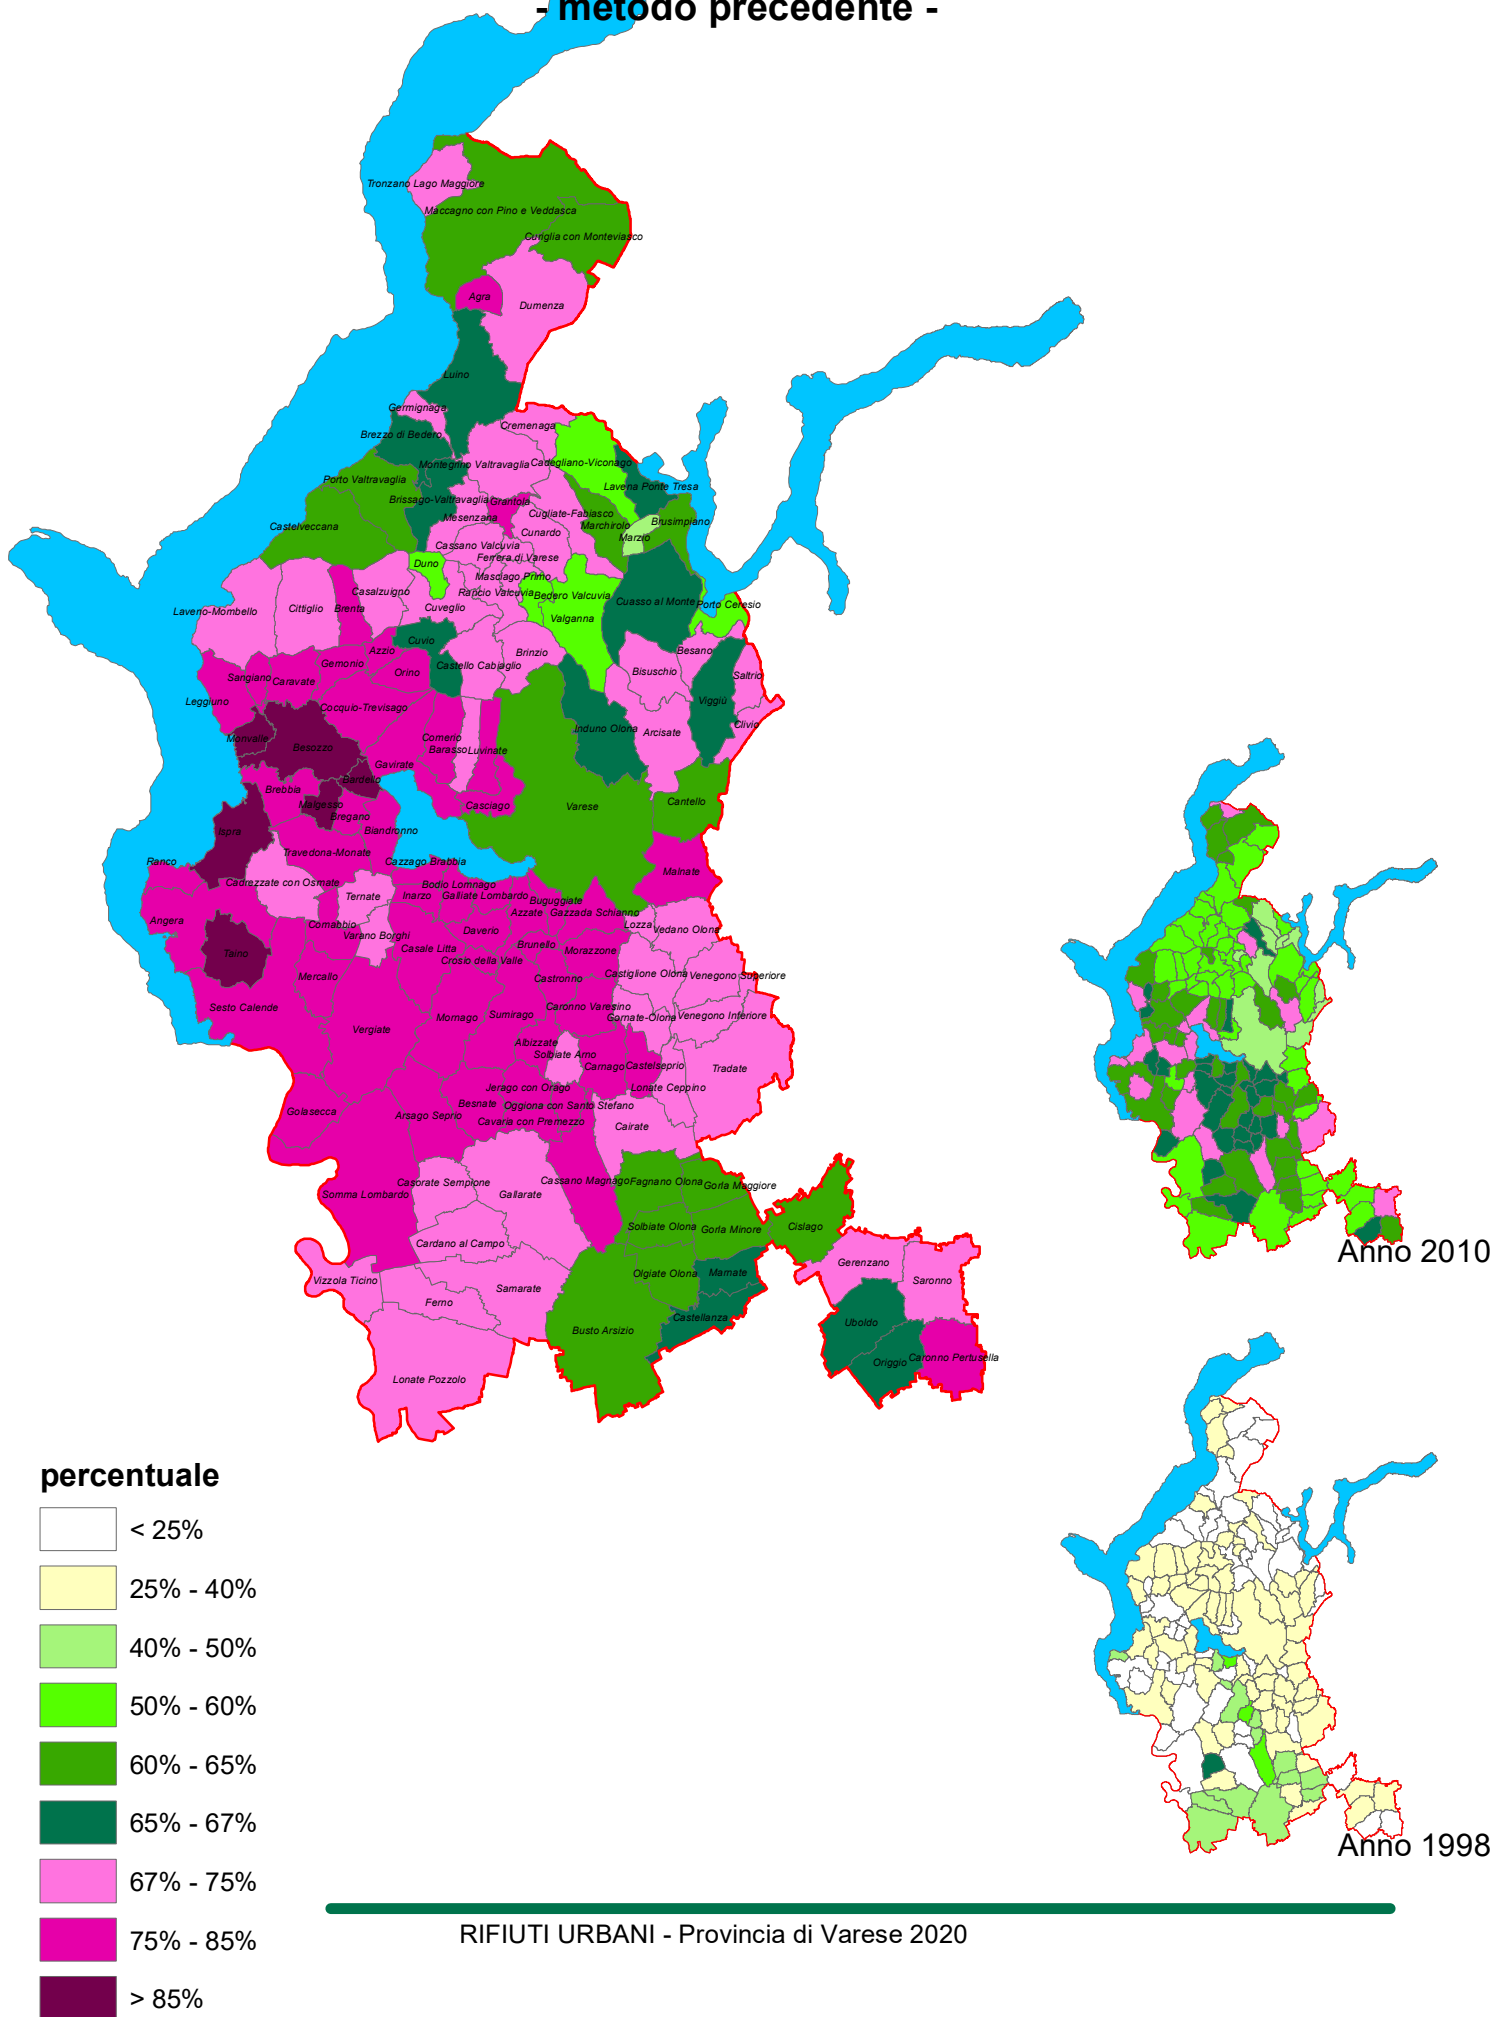 - metodo precedente -
Tronzano Lago Maggiore
Maccagno con Pino e Veddasca
Curiglia con Monteviasco
Agra
Dumenza
Luino
Germignaga
Cremenaga
Brezzo di Bedero
Montegrino Valtravaglia
Cadegliano-Viconago
Porto Valtravaglia
Lavena Ponte Tresa
Brissago-Valtravaglia
Grantola
Mesenzana
Cugliate-Fabiasco
Marchirolo
Brusimpiano
Castelveccana
Cunardo
Marzio
Cassano Valcuvia
Ferrera di Varese
Duno
Masciago Primo
Rancio Valcuvia
Bedero Valcuvia
Casalzuigno
Cuasso al Monte
Porto Ceresio
Laveno-Mombello
Cittiglio
Brenta
Cuveglio
Valganna
Cuvio
Azzio
Brinzio
Besano
Gemonio
Castello Cabiaglio
Orino
Bisuschio
Saltrio
Sangiano
Caravate
Leggiuno
Cocquio-Trevisago
Viggiù
Clivio
Induno Olona
Arcisate
Monvalle
Besozzo
Comerio
Barasso
Luvinate
Gavirate
Bardello
Brebbia
Malgesso
Bregano
Casciago
Varese
Cantello
Ispra
Biandronno
Travedona-Monate
Ranco
Cazzago Brabbia
Malnate
Cadrezzate con Osmate
Bodio Lomnago
Ternate
Inarzo
Galliate Lombardo
Buguggiate
Azzate
Gazzada Schianno
Angera
Comabbio
Lozza
Vedano Olona
Varano Borghi
Daverio
Casale Litta
Brunello
Morazzone
Taino
Crosio della Valle
Mercallo
Castronno
Castiglione Olona
Venegono Superiore
Sesto Calende
Caronno Varesino
Mornago
Sumirago
Gornate-Olona
Venegono Inferiore
Vergiate
Albizzate
Solbiate Arno
Carnago
Castelseprio
Tradate
Jerago con Orago
Lonate Ceppino
Golasecca
Besnate
Oggiona con Santo Stefano
Arsago Seprio
Cavaria con Premezzo
Cairate
Casorate Sempione
Cassano Magnago
Fagnano Olona
Gorla Maggiore
Somma Lombardo
Gallarate
Solbiate Olona
Gorla Minore
Cislago
Cardano al Campo
Gerenzano
Vizzola Ticino
Olgiate Olona
Marnate
Saronno
Samarate
Ferno
Castellanza
Busto Arsizio
Uboldo
Origgio
Caronno Pertusella
Lonate Pozzolo
Anno 2010
percentuale
< 25%
25% - 40%
40% - 50%
50% - 60%
60% - 65%
65% - 67%
67% - 75%
75% - 85%
> 85%
Anno 1998
RIFIUTI URBANI - Provincia di Varese 2020